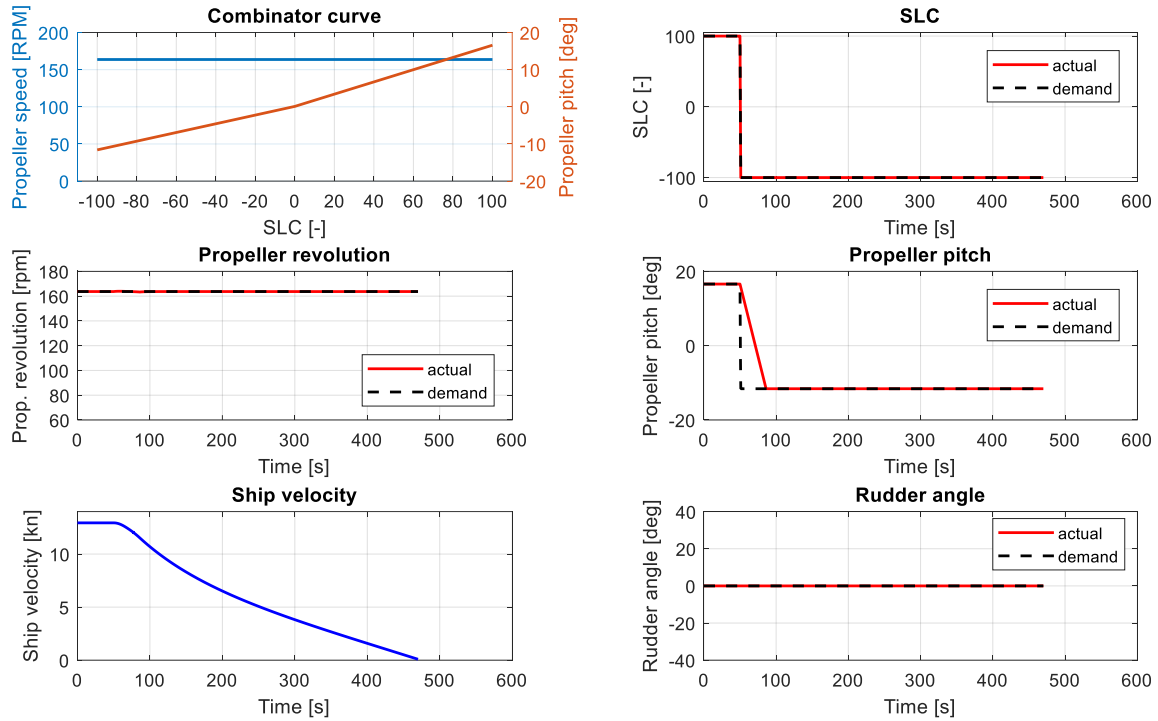 Combinator curve
Propeller speed [RPM]
200
150
100
50
0
20
10
0
-10
-20
Propeller pitch [deg]
-100 -80 -60 -40 -20 0 20 40 60 80 100
SLC [-]
SLC
SLC [-]
100
0
-100
actual
demand
0 100 200 300 400 500 600
Time [s]
Propeller revolution
Prop. revolution [rpm]
180
160
140
120
100
80
60
actual
demand
0 100 200 300 400 500 600
Time [s]
Propeller pitch
Propeller pitch [deg]
20
0
-20
actual
demand
0 100 200 300 400 500 600
Time [s]
Ship velocity
Ship velocity [kn]
10
5
0
0 100 200 300 400 500 600
Time [s]
Rudder angle
Rudder angle [deg]
40
20
0
-20
-40
actual
demand
0 100 200 300 400 500 600
Time [s]